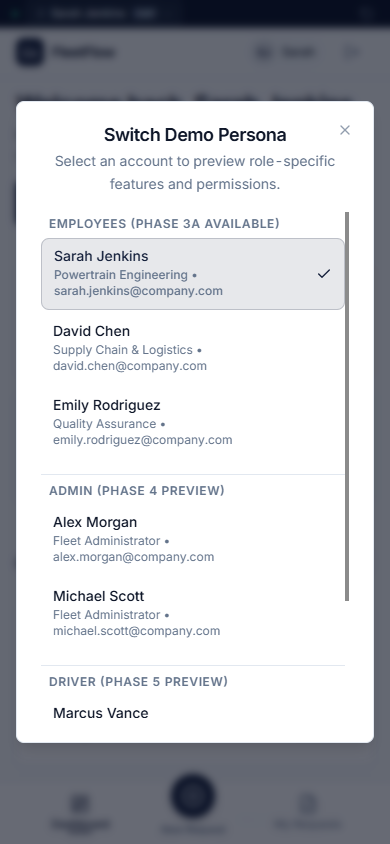 FleetFlow
Sarah
Switch Demo Persona
Select an account to preview role-specific
features and permissions.
EMPLOYEES (PHASE 3A AVAILABLE)
Sarah Jenkins
Powertrain Engineering •
sarah.jenkins@company.com
David Chen
Supply Chain & Logistics •
david.chen@company.com
Emily Rodriguez
Quality Assurance •
emily.rodriguez@company.com
ADMIN (PHASE 4 PREVIEW)
Alex Morgan
Fleet Administrator •
alex.morgan@company.com
Michael Scott
Fleet Administrator •
michael.scott@company.com
DRIVER (PHASE 5 PREVIEW)
Marcus Vance